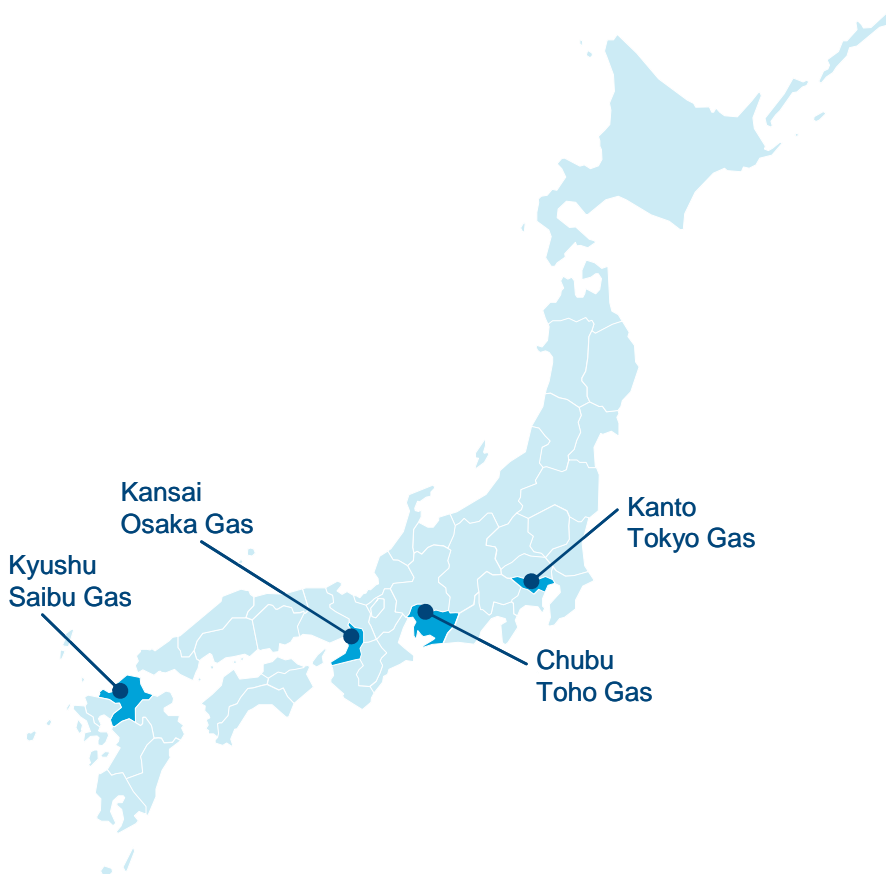 Kansai
Osaka Gas
Kanto
Tokyo Gas
Kyushu
Saibu Gas
Chubu
Toho Gas